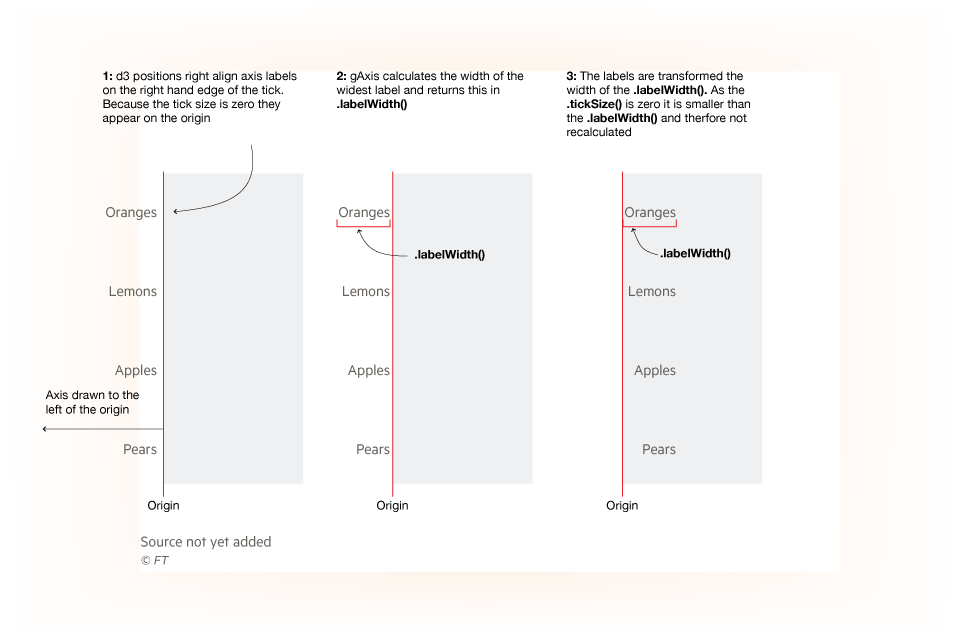 1: d3 positions right align axis labels
on the right hand edge of the tick.
Because the tick size is zero they
appear on the origin
2: gAxis calculates the width of the
widest label and returns this in
.labelWidth()
3: The labels are transformed the
width of the .labelWidth(). As the
.tickSize() is zero it is smaller than
the .labelWidth() and therfore not
recalculated
Oranges
Lemons
Apples
Axis drawn to the
left of the origin
Pears
Origin
Oranges
.labelWidth()
Lemons
Apples
Pears
Origin
Oranges
.labelWidth()
Lemons
Apples
Pears
Origin
Source not yet added
© FT